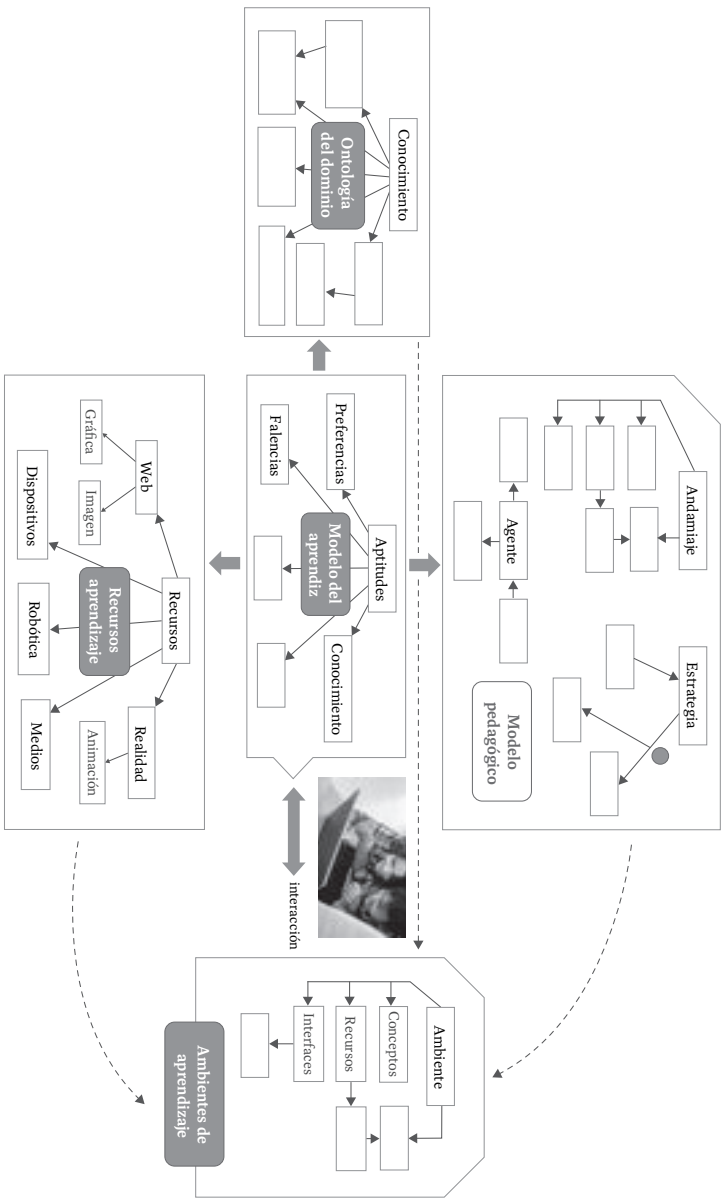 Andamiaje
Estrategia
Agente
Modelo
pedagógico
Conocimiento
Ontología
del dominio
Aptitudes
Preferencias
Modelo del
aprendiz
Falencias
Conocimiento
interacción
Ambiente
Conceptos
Recursos
Interfaces
Ambientes de
aprendizaje
Recursos
Web
Realidad
Gráfica
Imagen
Recursos
aprendizaje
Animación
Dispositivos
Robótica
Medios